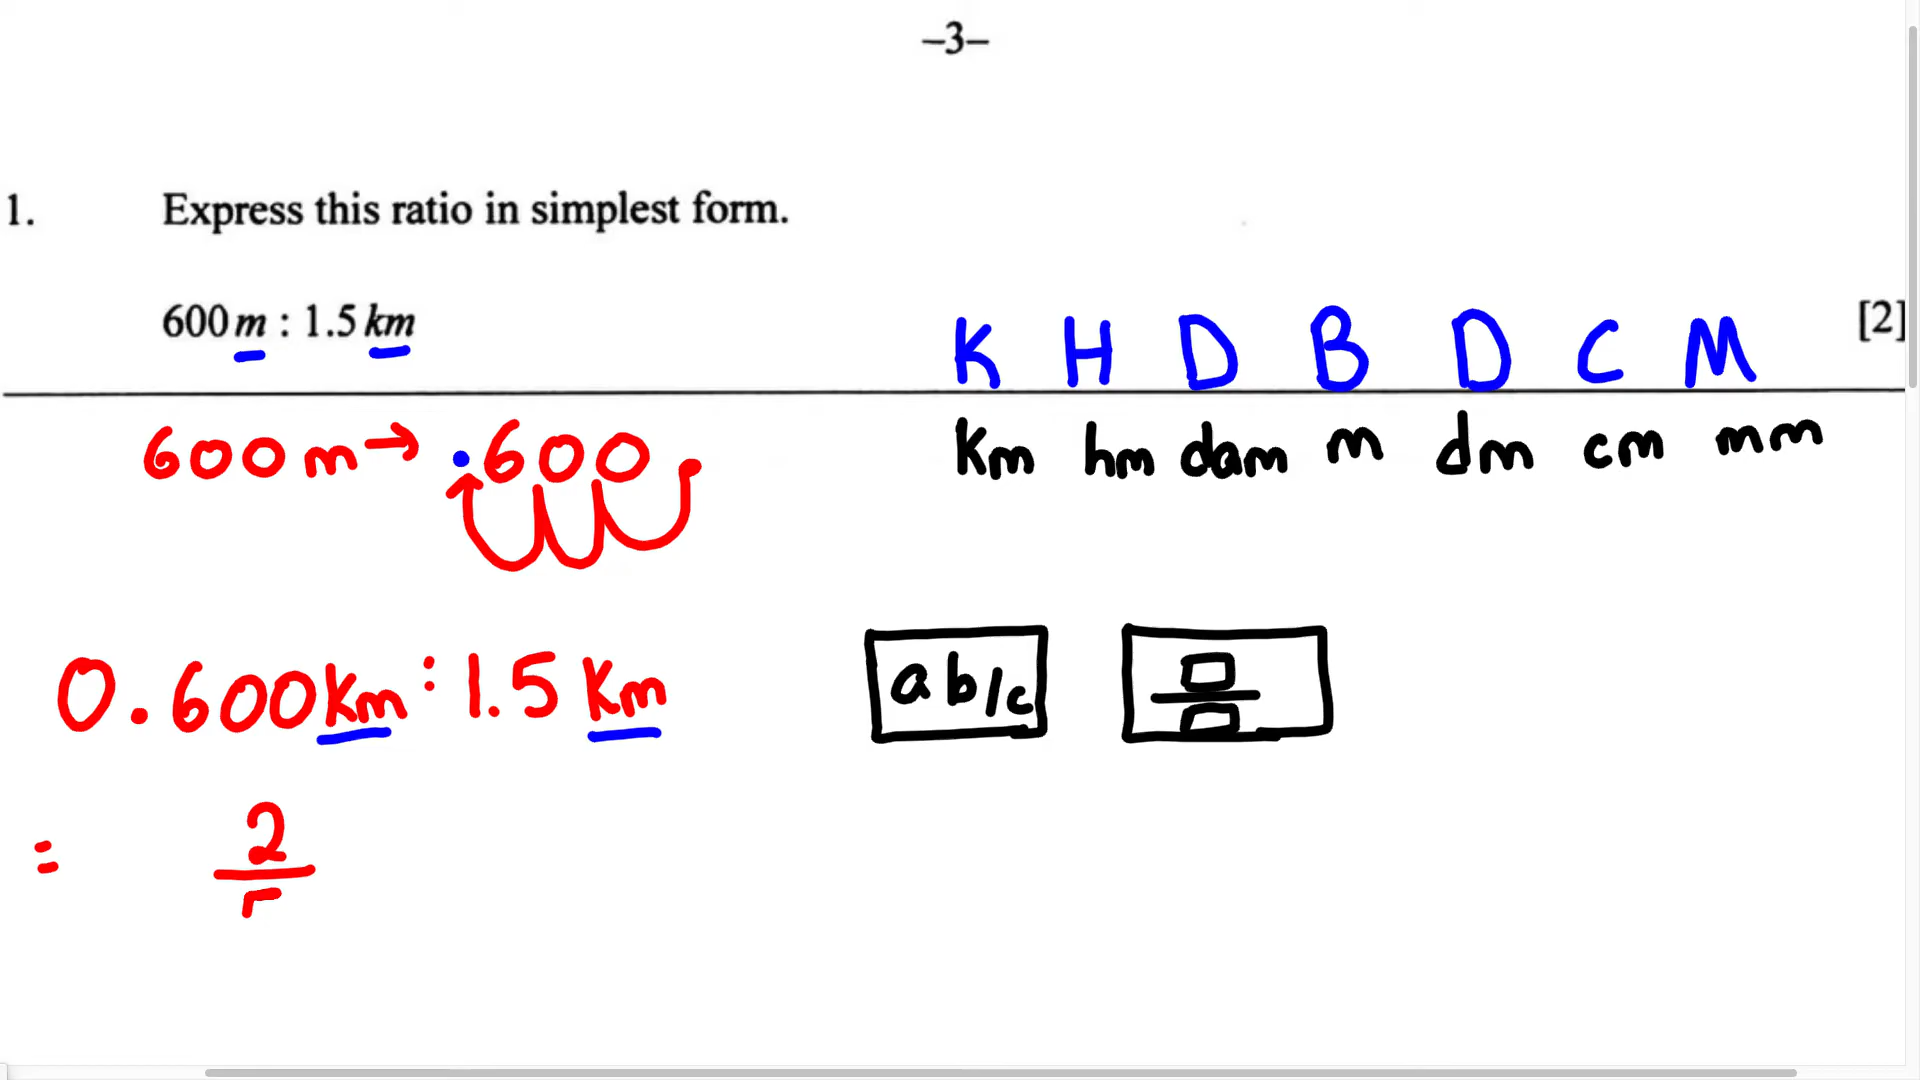 –3–
1. Express this ratio in simplest form.
600 m : 1.5 km [2]
K H D B D C M
km hm dam m dm cm mm
600 m → .600.
0.600 km : 1.5 km
a b/c
= 2